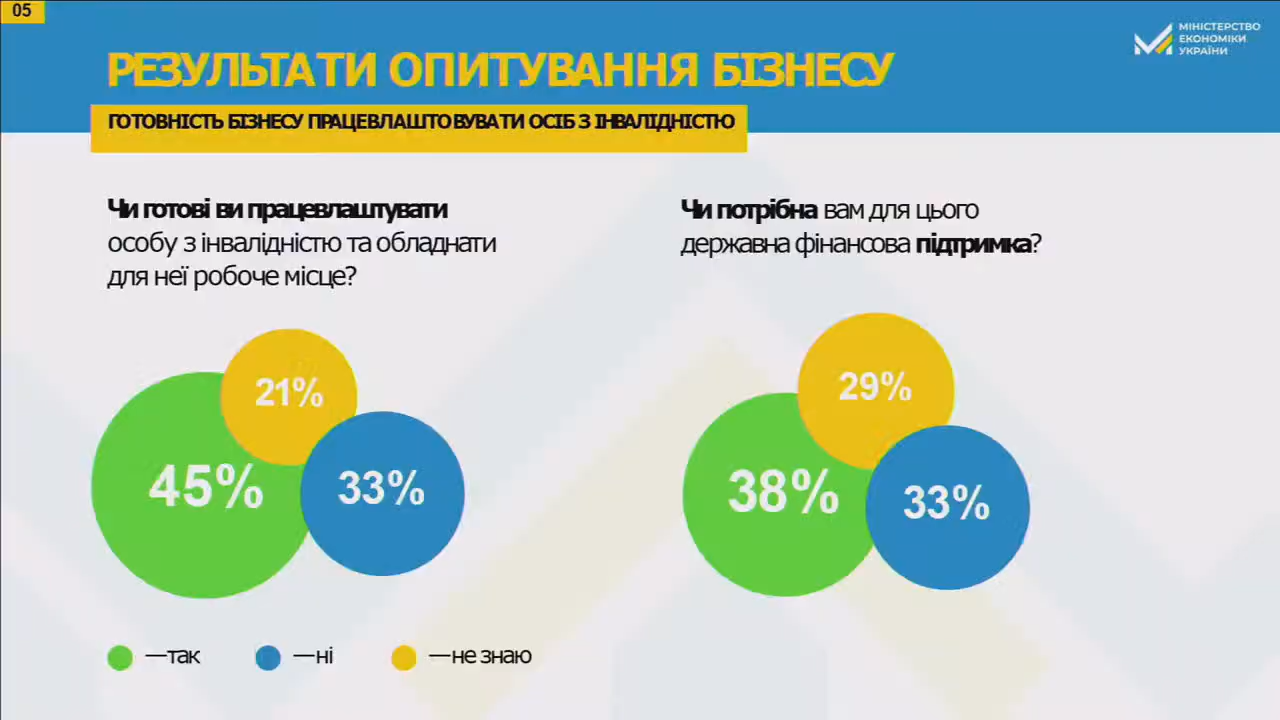 05
МІНІСТЕРСТВО
ЕКОНОМІКИ
УКРАЇНИ
РЕЗУЛЬТАТИ ОПИТУВАННЯ БІЗНЕСУ
ГОТОВНІСТЬ БІЗНЕСУ ПРАЦЕВЛАШТОВУВАТИ ОСІБ З ІНВАЛІДНІСТЮ
Чи готові ви працевлаштувати
особу з інвалідністю та обладнати
для неї робоче місце?
21%
45%
33%
Чи потрібна вам для цього
державна фінансова підтримка?
29%
38%
33%
—так
—ні
—не знаю